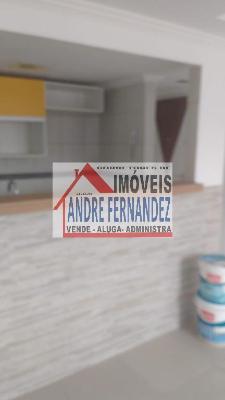 IMÓVEIS
ANDRE FERNANDEZ
VENDE - ALUGA- ADMINISTRA